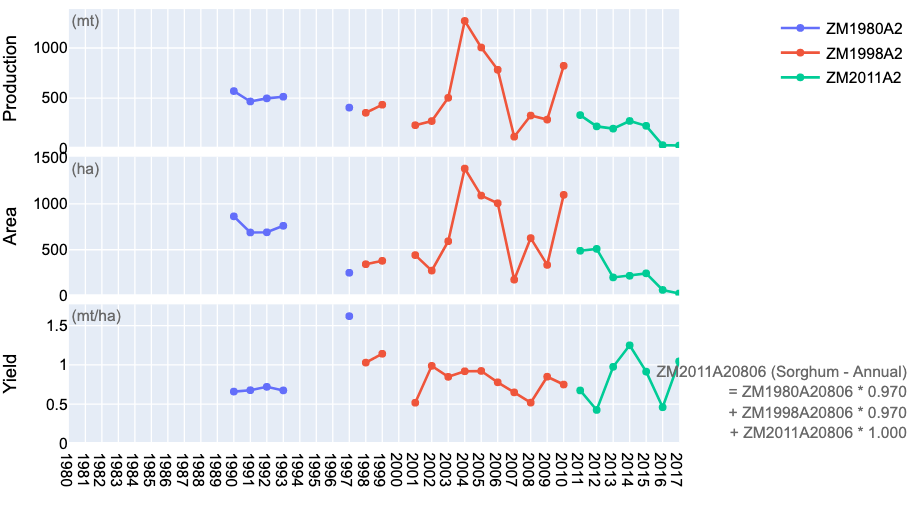 (mt)
Production
1000
500
0
ZM1980A2
ZM1998A2
ZM2011A2
1500
(ha)
Area
1000
500
0
(mt/ha)
Yield
1.5
1
0.5
0
ZM2011A20806 (Sorghum - Annual)
= ZM1980A20806 * 0.970
+ ZM1998A20806 * 0.970
+ ZM2011A20806 * 1.000
1980 1981 1982 1983 1984 1985 1986 1987 1988 1989 1990 1991 1992 1993 1994 1995 1996 1997 1998 1999 2000 2001 2002 2003 2004 2005 2006 2007 2008 2009 2010 2011 2012 2013 2014 2015 2016 2017